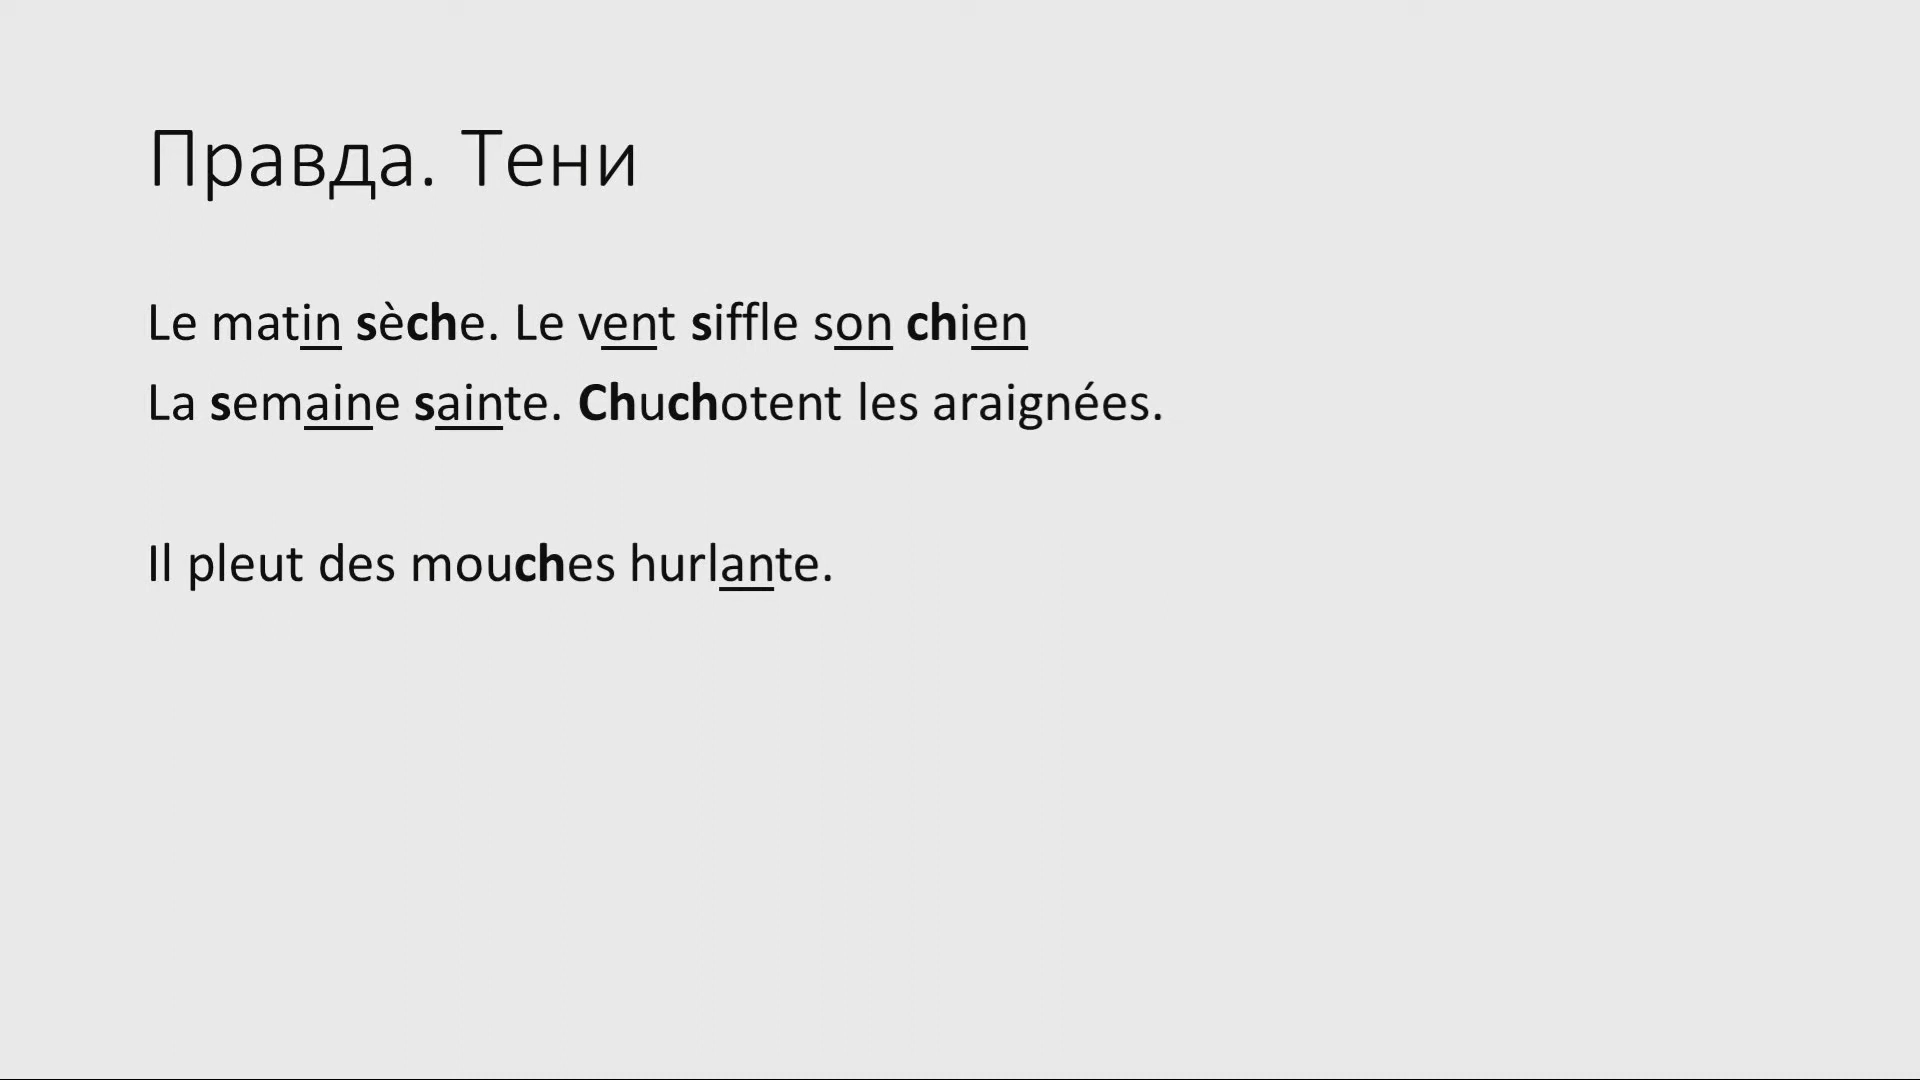 Правда. Тени
Le matin sèche. Le vent siffle son chien
La semaine sainte. Chuchotent les araignées.
Il pleut des mouches hurlante.